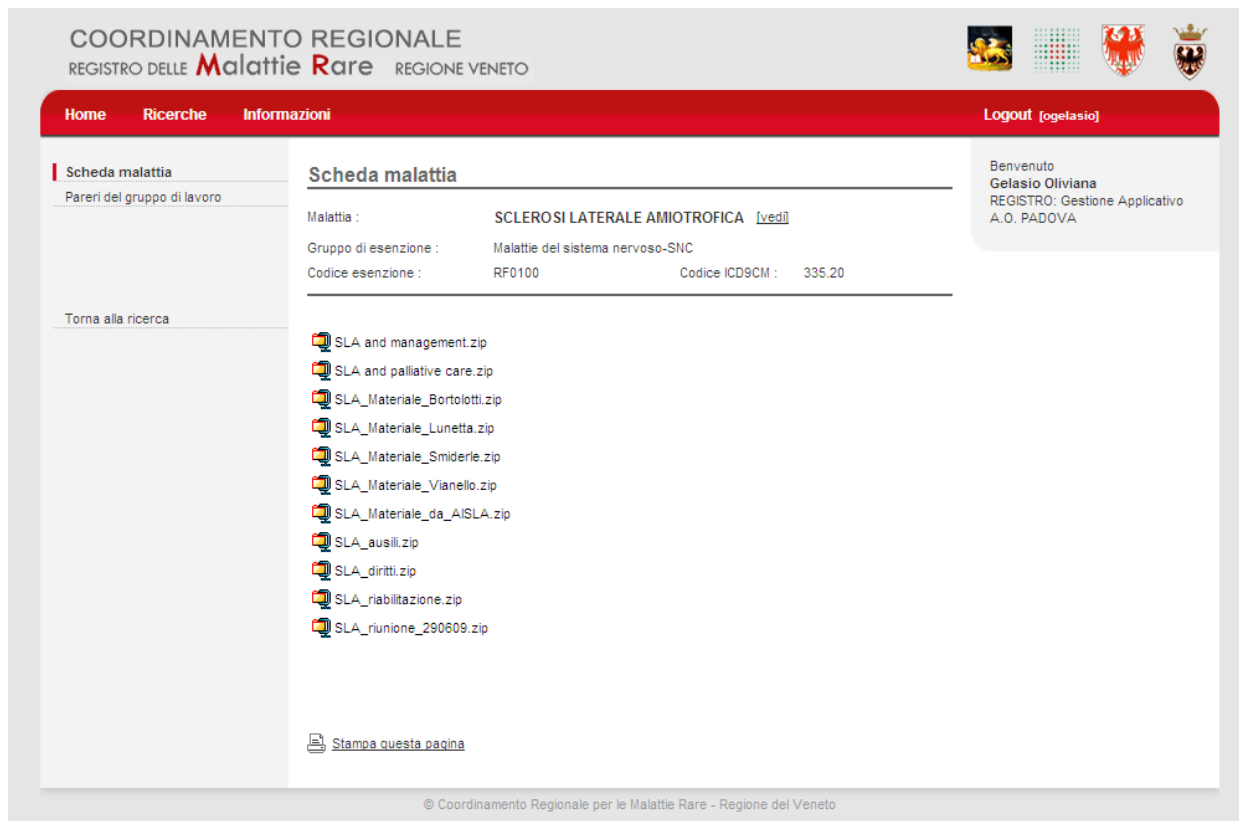 COORDINAMENTO REGIONALE
REGISTRO DELLE Malattie Rare REGIONE VENETO
Home Ricerche Informazioni Logout [ogelasio]
Scheda malattia
Pareri del gruppo di lavoro
Torna alla ricerca
Scheda malattia
Malattia : SCLEROSI LATERALE AMIOTROFICA [vedi]
Gruppo di esenzione : Malattie del sistema nervoso-SNC
Codice esenzione : RF0100 Codice ICD9CM : 335.20
SLA and management.zip
SLA and palliative care.zip
SLA_Materiale_Bortolotti.zip
SLA_Materiale_Lunetta.zip
SLA_Materiale_Smiderle.zip
SLA_Materiale_Vianello.zip
SLA_Materiale_da_AISLA.zip
SLA_ausili.zip
SLA_diritti.zip
SLA_riabilitazione.zip
SLA_riunione_290609.zip
Stampa questa pagina
Benvenuto
Gelasio Oliviana
REGISTRO: Gestione Applicativo
A.O. PADOVA
© Coordinamento Regionale per le Malattie Rare - Regione del Veneto